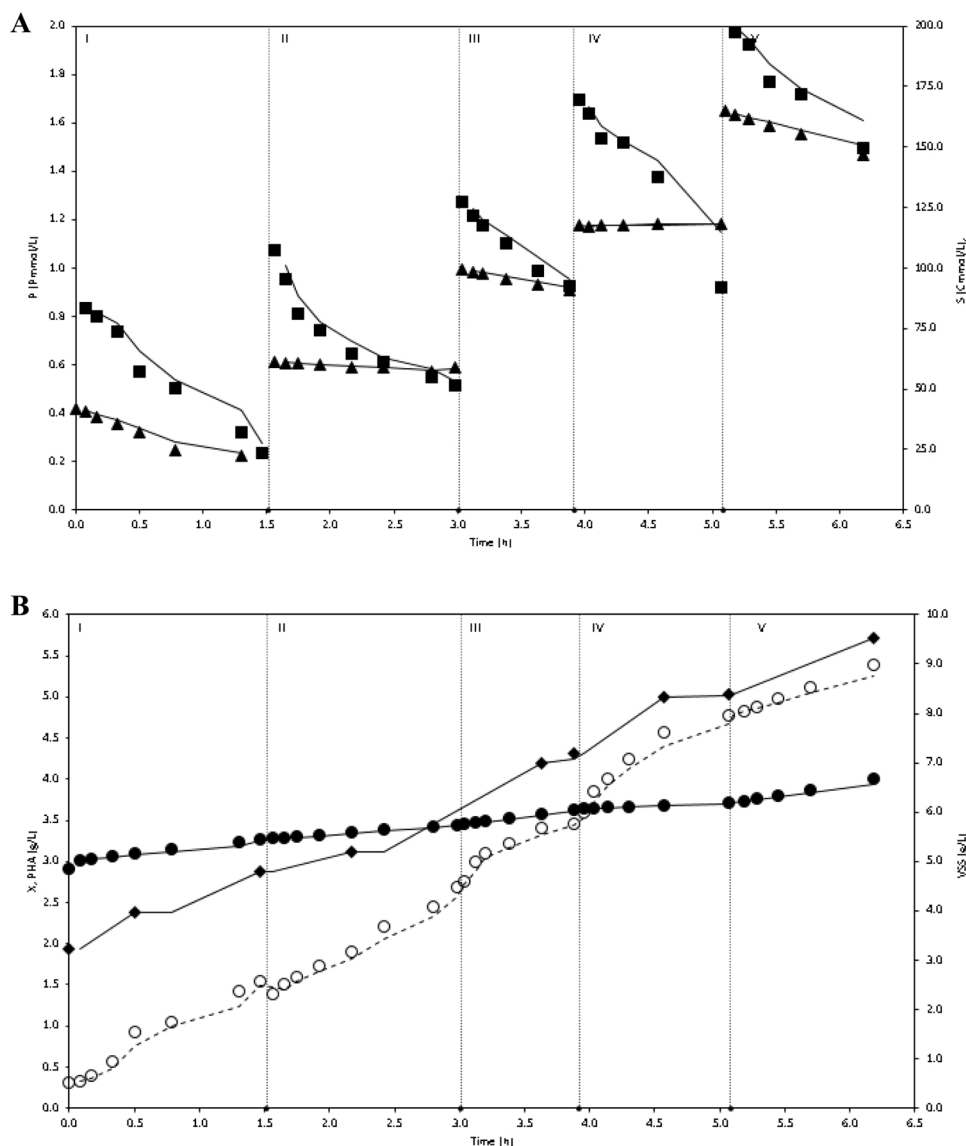 A
I II III IV V
2.0 1.8 1.6 1.4 1.2 1.0 0.8 0.6 0.4 0.2 0.0
P [Pmmol/L]
200.0 175.0 150.0 125.0 100.0 75.0 50.0 25.0 0.0
S [Cmmol/L]
0.0 0.5 1.0 1.5 2.0 2.5 3.0 3.5 4.0 4.5 5.0 5.5 6.0 6.5
Time [h]
B
I II III IV V
6.0 5.5 5.0 4.5 4.0 3.5 3.0 2.5 2.0 1.5 1.0 0.5 0.0
X, PHA [g/L]
10.0 9.0 8.0 7.0 6.0 5.0 4.0 3.0 2.0 1.0 0.0
VSS [g/L]
0.0 0.5 1.0 1.5 2.0 2.5 3.0 3.5 4.0 4.5 5.0 5.5 6.0 6.5
Time [h]